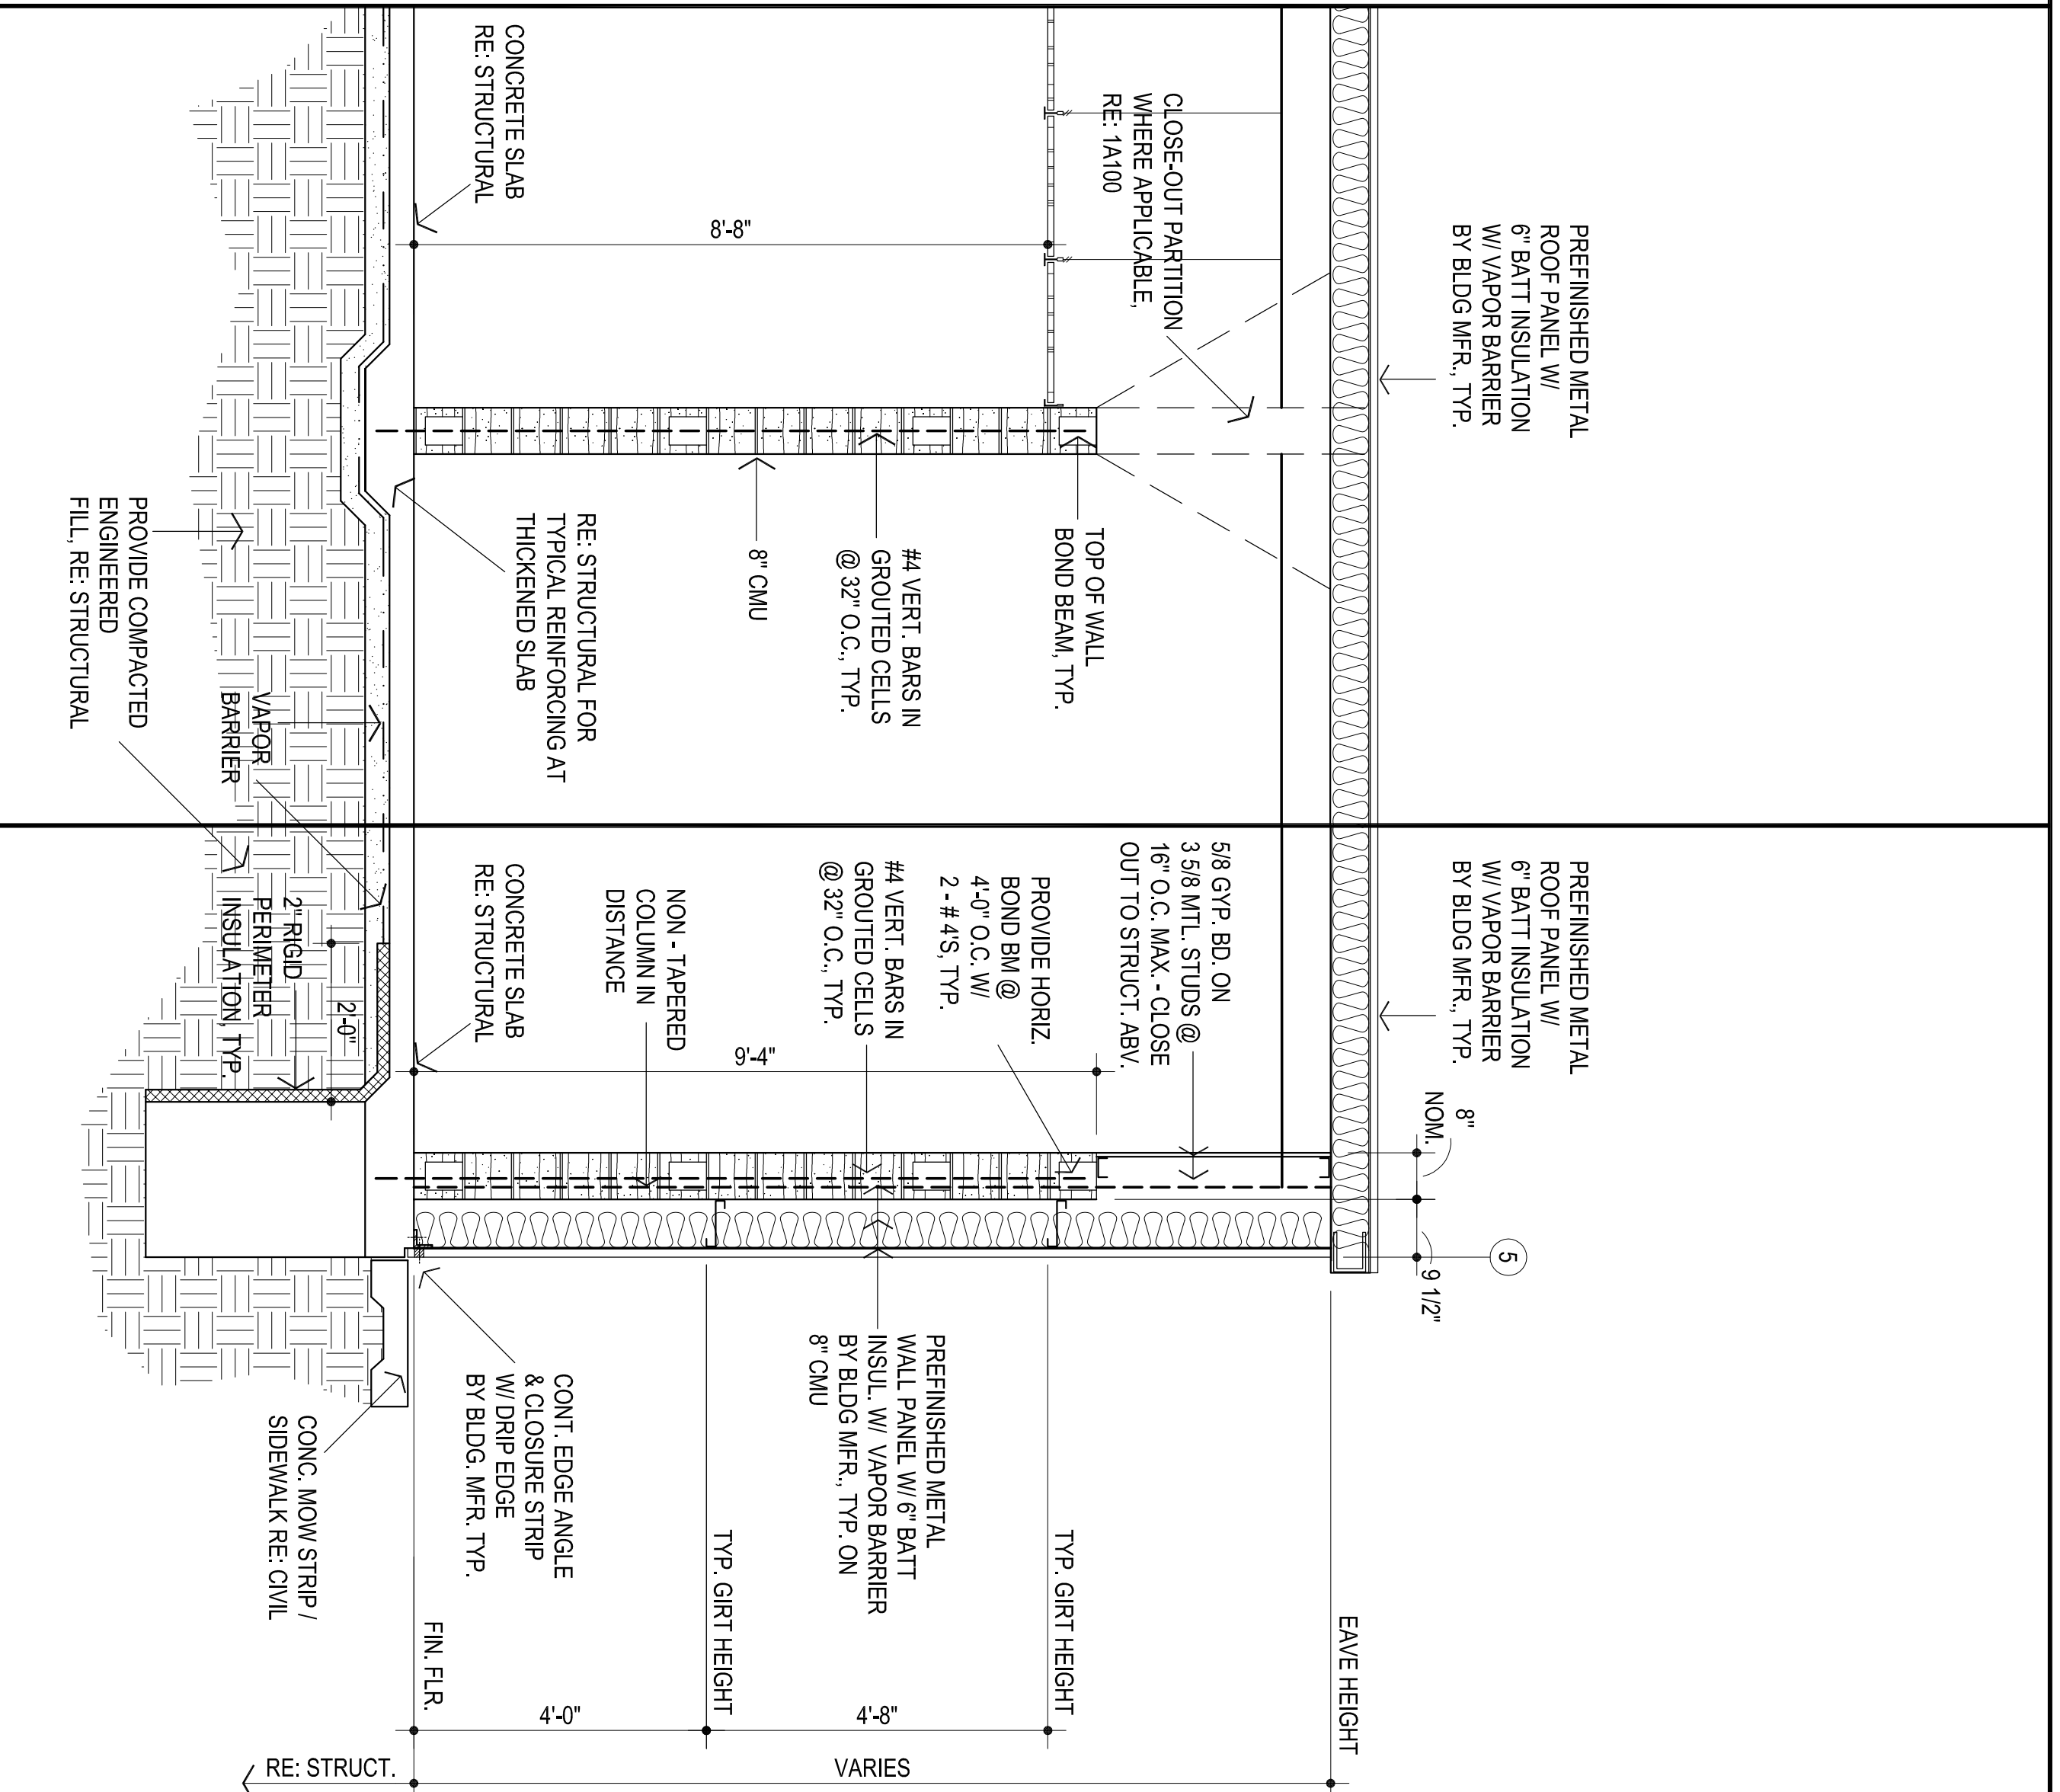 PREFINISHED METAL
ROOF PANEL W/
6" BATT INSULATION
W/ VAPOR BARRIER
BY BLDG MFR., TYP.
PREFINISHED METAL
ROOF PANEL W/
6" BATT INSULATION
W/ VAPOR BARRIER
BY BLDG MFR., TYP.
8"
NOM.
9 1/2"
5
CLOSE-OUT PARTITION
WHERE APPLICABLE,
RE: 1A100
5/8 GYP. BD. ON
3 5/8 MTL. STUDS @
16" O.C. MAX. - CLOSE
OUT TO STRUCT. ABV.
EAVE HEIGHT
TOP OF WALL
BOND BEAM, TYP.
PROVIDE HORIZ.
BOND BM @
4'-0" O.C. W/
2 - # 4'S, TYP.
TYP. GIRT HEIGHT
#4 VERT. BARS IN
GROUTED CELLS
@ 32" O.C., TYP.
#4 VERT. BARS IN
GROUTED CELLS
@ 32" O.C., TYP.
PREFINISHED METAL
WALL PANEL W/ 6" BATT
INSUL. W/ VAPOR BARRIER
BY BLDG MFR., TYP. ON
8" CMU
8'-8"
8" CMU
9'-4"
4'-8"
VARIES
TYP. GIRT HEIGHT
NON - TAPERED
COLUMN IN
DISTANCE
4'-0"
CONCRETE SLAB
RE: STRUCTURAL
RE: STRUCTURAL FOR
TYPICAL REINFORCING AT
THICKENED SLAB
CONCRETE SLAB
RE: STRUCTURAL
CONT. EDGE ANGLE
& CLOSURE STRIP
W/ DRIP EDGE
BY BLDG. MFR. TYP.
FIN. FLR.
RE: STRUCT.
2'-0"
VAPOR
BARRIER
2" RIGID
PERIMETER
INSULATION, TYP.
CONC. MOW STRIP /
SIDEWALK RE: CIVIL
PROVIDE COMPACTED
ENGINEERED
FILL, RE: STRUCTURAL